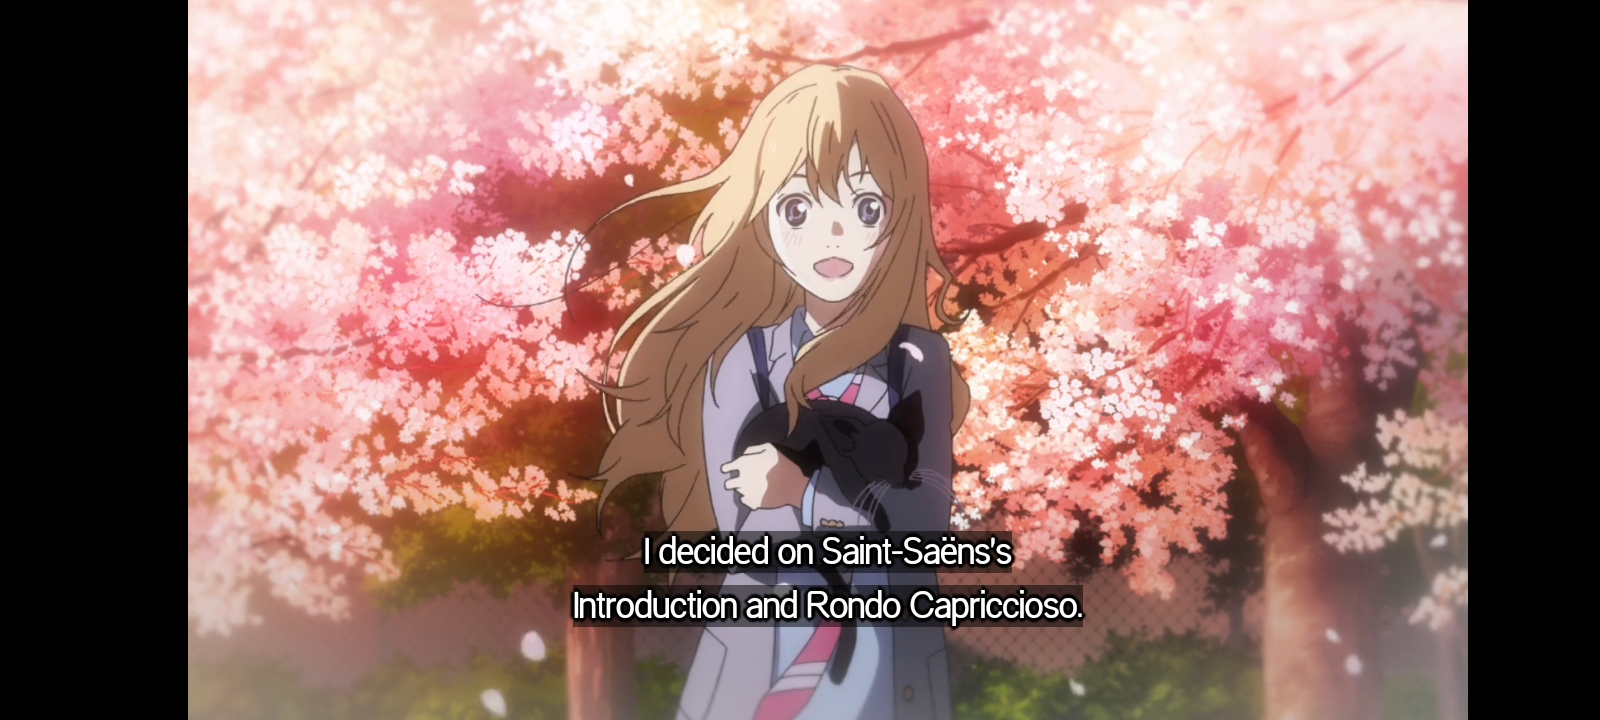 I decided on Saint-Saëns's
Introduction and Rondo Capriccioso.